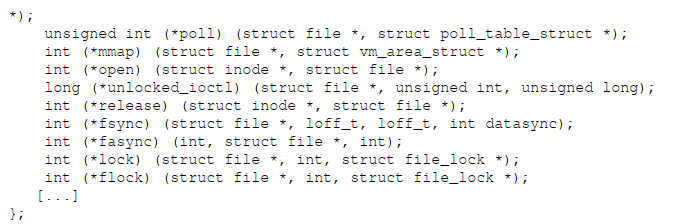 *);
unsigned int (*poll) (struct file *, struct poll_table_struct *);
int (*mmap) (struct file *, struct vm_area_struct *);
int (*open) (struct inode *, struct file *);
long (*unlocked_ioctl) (struct file *, unsigned int, unsigned long);
int (*release) (struct inode *, struct file *);
int (*fsync) (struct file *, loff_t, loff_t, int datasync);
int (*fasync) (int, struct file *, int);
int (*lock) (struct file *, int, struct file_lock *);
int (*flock) (struct file *, int, struct file_lock *);
[...]
};